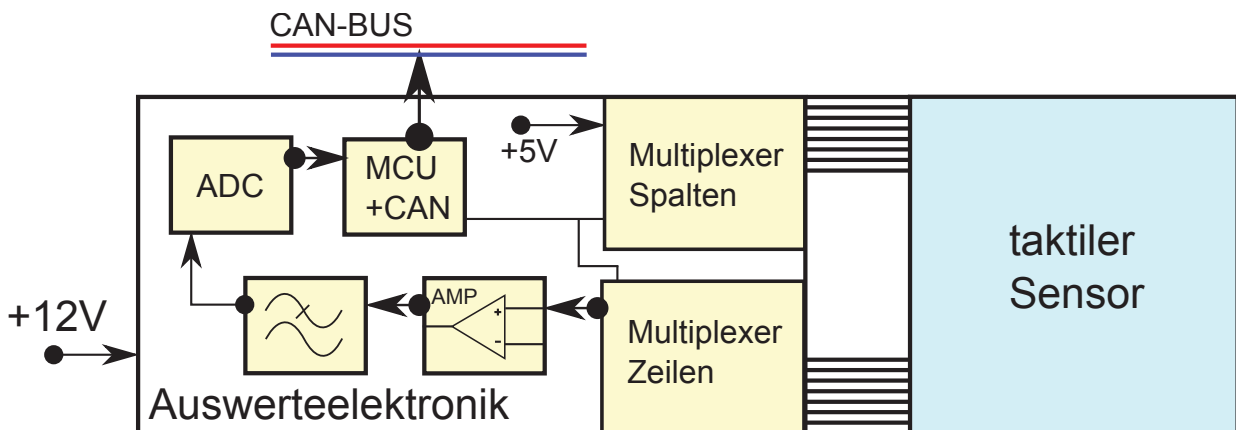 CAN-BUS
ADC
MCU
+CAN
+5V
Multiplexer
Spalten
taktiler
Sensor
+12V
AMP
+
-
Multiplexer
Zeilen
Auswerteelektronik